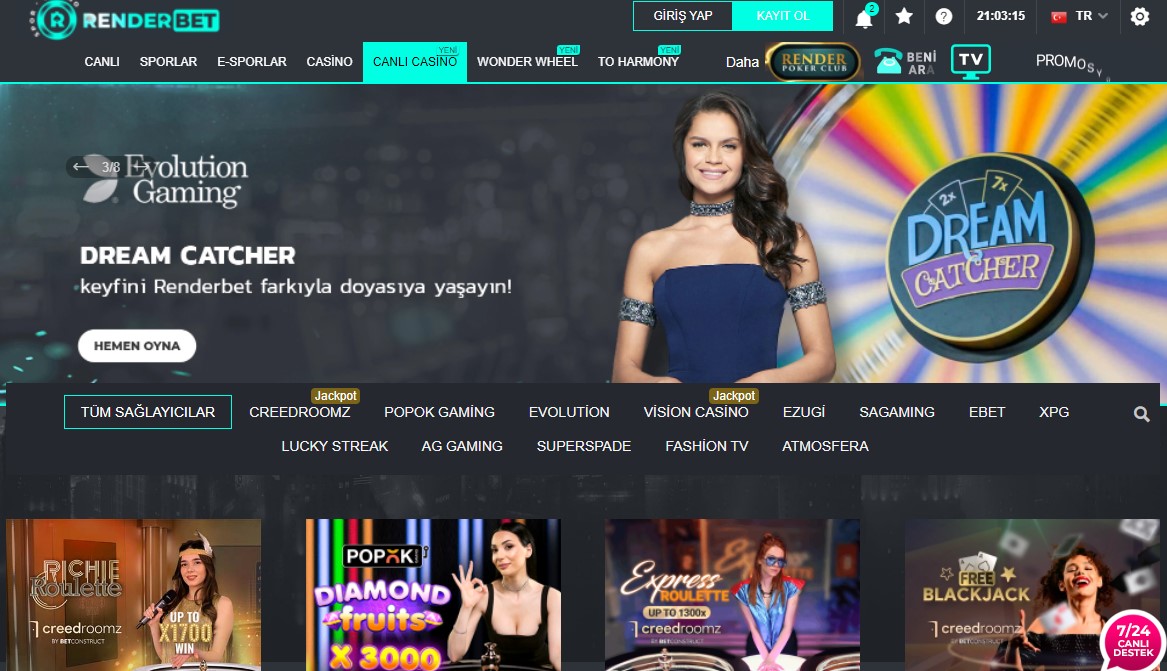 RENDERBET
GİRİŞ YAP
KAYIT OL
2
21:03:15
TR
CANLI
SPORLAR
E-SPORLAR
CASİNO
CANLI CASİNO
YENİ
WONDER WHEEL
YENİ
TO HARMONY
YENİ
Daha
RENDER
POKER CLUB
BENİ
ARA
TV
PROMOSY
3/8
Evolution
Gaming
DREAM CATCHER
keyfini Renderbet farkıyla doyasıya yaşayın!
HEMEN OYNA
2x
7x
DREAM
CATCHER
TÜM SAĞLAYICILAR
CREEDROOMZ
Jackpot
POPOK GAMİNG
EVOLUTİON
VİSİON CASİNO
Jackpot
EZUGİ
SAGAMING
EBET
XPG
LUCKY STREAK
AG GAMING
SUPERSPADE
FASHİON TV
ATMOSFERA
RICHIE
Roulette
creedroomz
BY BETCONSTRUCT
UP TO
X1700
WIN
POPOK
DIAMOND
fruits
X 3000
Express
ROULETTE
UP TO 1300x
creedroomz
BY BETCONSTRUCT
FREE
BLACKJACK
creedroomz
BY BETCONSTRUCT
7/24
CANLI
DESTEK